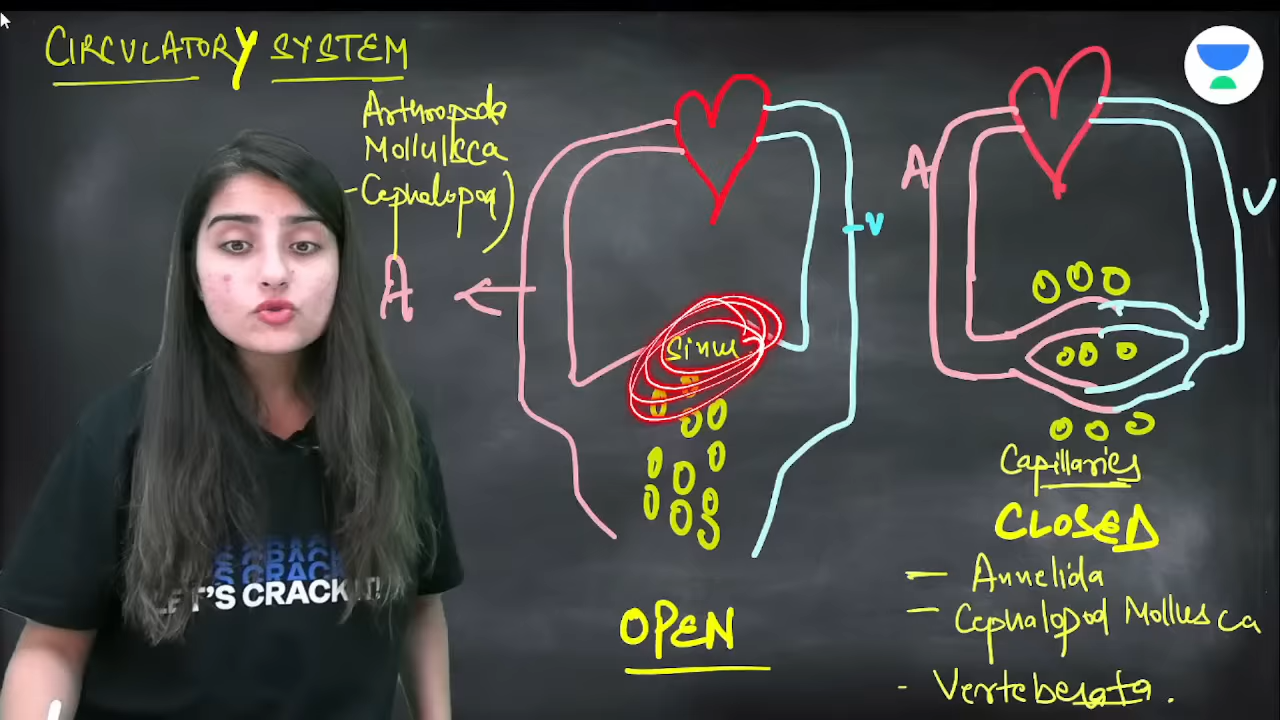 CIRCULATORY SYSTEM
Arthropoda
Mollusca
- Cephalopod)
A
V
Sinus
OPEN
A
V
Capillaries
CLOSED
- Annelida
- Cephalopod Mollusca
- Vertebrata.
LET'S CRACK IT!